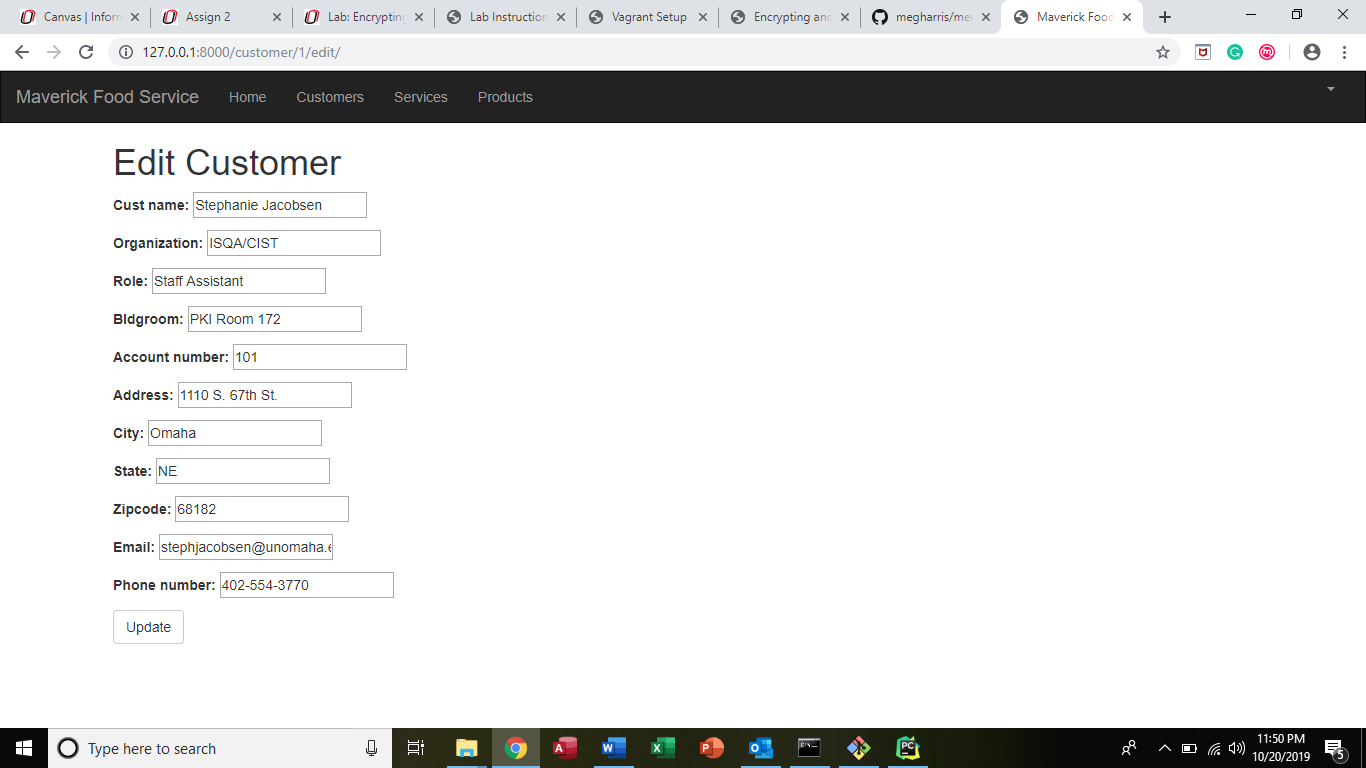 Canvas | Inforn Assign 2 Lab: Encrypting Lab Instruction Vagrant Setup Encrypting and megharris/me Maverick Food
127.0.0.1:8000/customer/1/edit/
Maverick Food Service Home Customers Services Products
Edit Customer
Cust name: Stephanie Jacobsen
Organization: ISQA/CIST
Role: Staff Assistant
Bldgroom: PKI Room 172
Account number: 101
Address: 1110 S. 67th St.
City: Omaha
State: NE
Zipcode: 68182
Email: stephjacobsen@unomaha.e
Phone number: 402-554-3770
Update
Type here to search
11:50 PM
10/20/2019
5